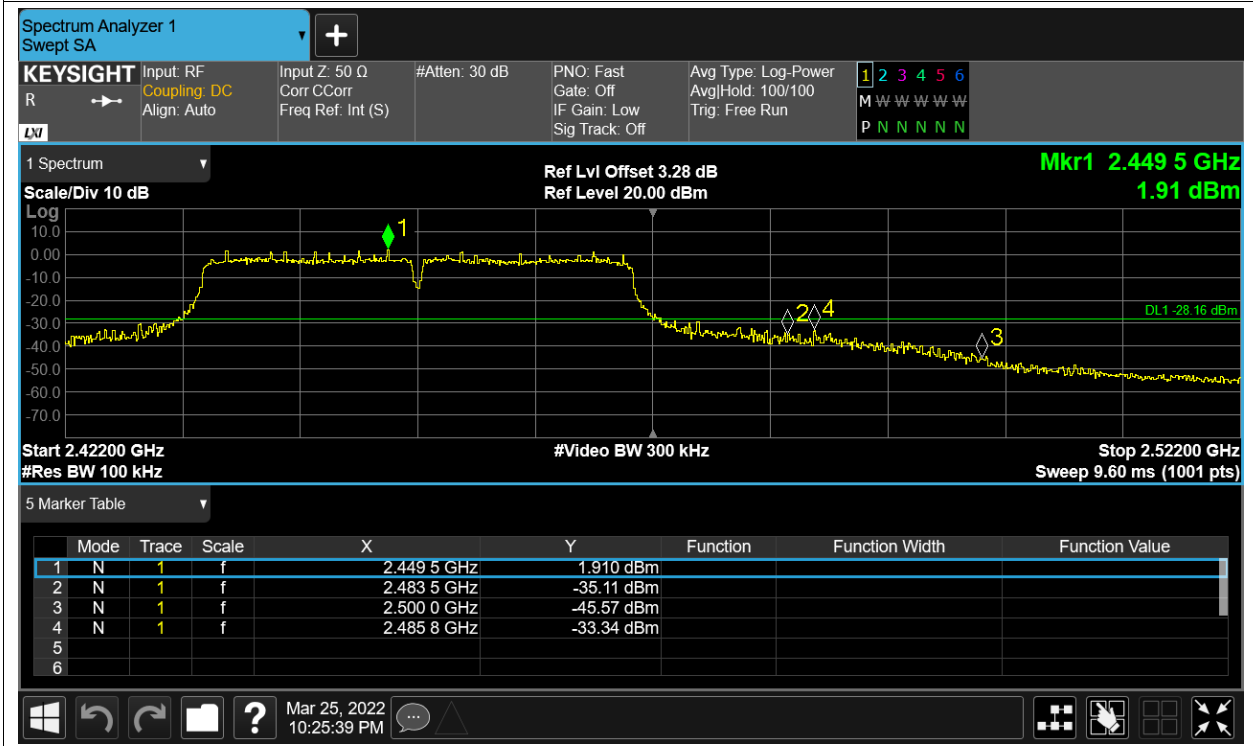 Spectrum Analyzer 1
Swept SA
+
KEYSIGHT
R
LXI
Input: RF
Coupling: DC
Align: Auto
Input Z: 50 Ω
Corr CCorr
Freq Ref: Int (S)
#Atten: 30 dB
PNO: Fast
Gate: Off
IF Gain: Low
Sig Track: Off
Avg Type: Log-Power
Avg|Hold: 100/100
Trig: Free Run
1 2 3 4 5 6
M W W W W W
P N N N N N
1 Spectrum
Scale/Div 10 dB
Ref Lvl Offset 3.28 dB
Ref Level 20.00 dBm
Mkr1 2.449 5 GHz
1.91 dBm
Log
10.0
0.00
-10.0
-20.0
-30.0
-40.0
-50.0
-60.0
-70.0
1
2
4
3
DL1 -28.16 dBm
Start 2.42200 GHz
#Res BW 100 kHz
#Video BW 300 kHz
Stop 2.52200 GHz
Sweep 9.60 ms (1001 pts)
5 Marker Table
Mode Trace Scale X Y Function Function Width Function Value
1 N 1 f 2.449 5 GHz 1.910 dBm
2 N 1 f 2.483 5 GHz -35.11 dBm
3 N 1 f 2.500 0 GHz -45.57 dBm
4 N 1 f 2.485 8 GHz -33.34 dBm
5
6
?
Mar 25, 2022
10:25:39 PM